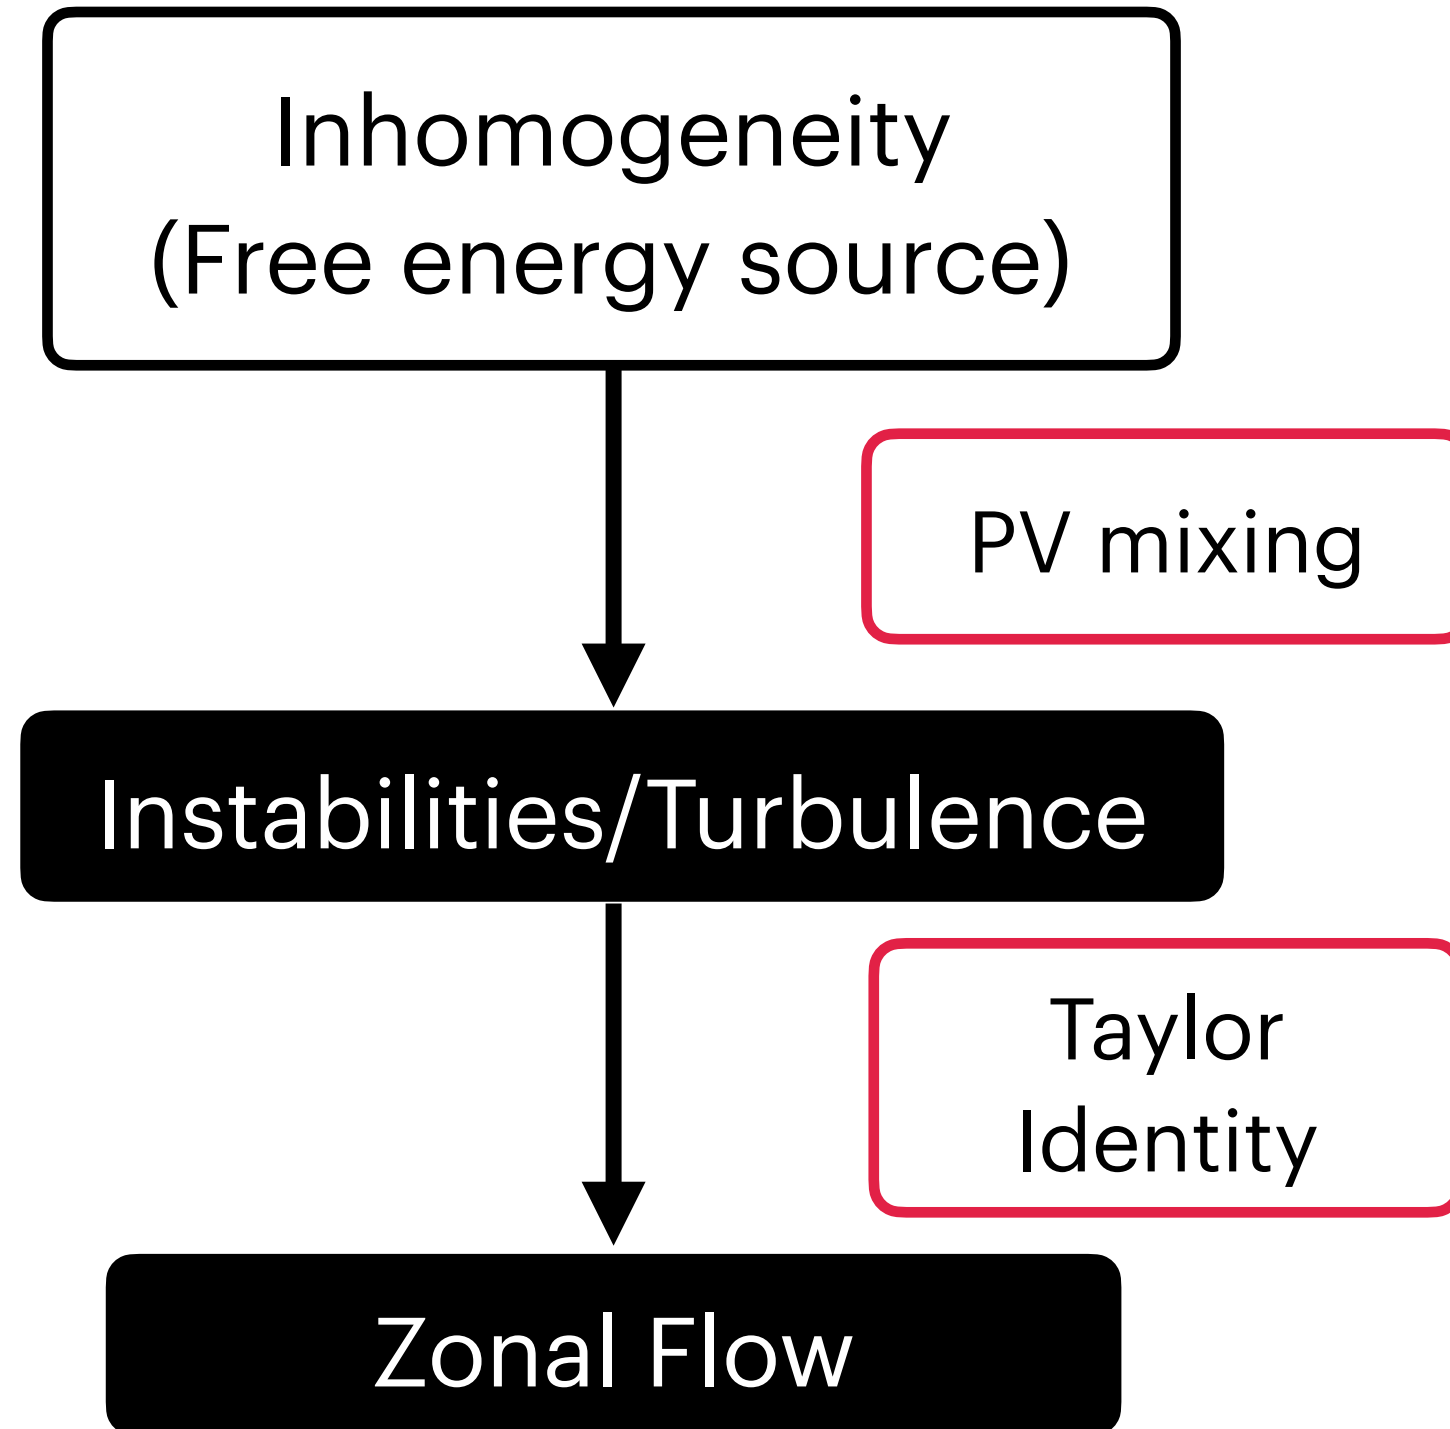 Inhomogeneity
(Free energy source)
PV mixing
Instabilities/Turbulence
Taylor
Identity
Zonal Flow